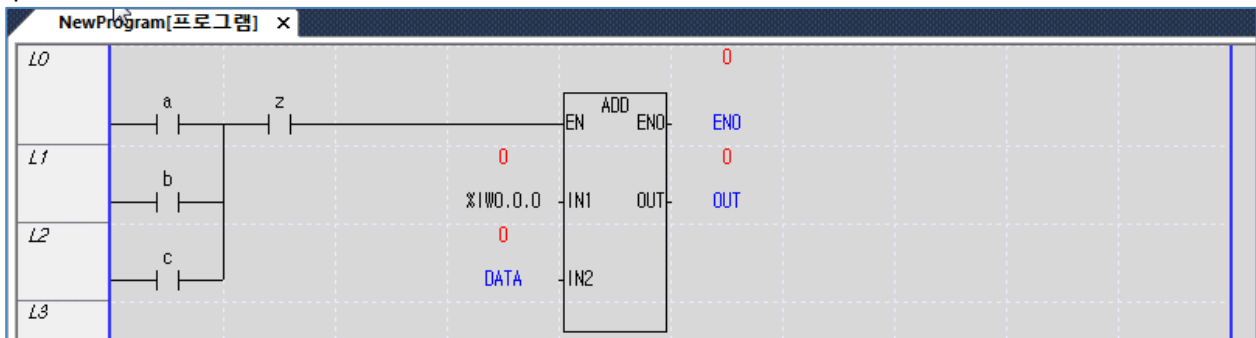 NewProgram[프로그램] ×
L0
0
a
z
ADD
EN
ENO
ENO
L1
0
0
b
%IW0.0.0
IN1
OUT
OUT
L2
0
c
DATA
IN2
L3